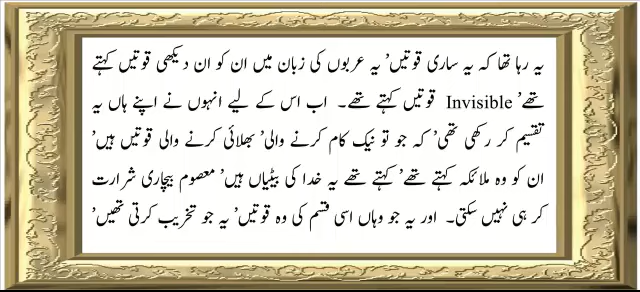 یہ رہا تھا کہ یہ ساری قوتیں’ یہ عربوں کی زبان میں ان کو ان دیکھی قوتیں کہتے
تھے’ Invisible قوتیں کہتے تھے۔ اب اس کے لیے انہوں نے اپنے ہاں یہ
تقسیم کر رکھی تھی’ کہ جو تو نیک کام کرنے والی’ بھلائی کرنے والی قوتیں ہیں’
ان کو وہ ملائکہ کہتے تھے’ کہتے تھے یہ خدا کی بیٹیاں ہیں’ معصوم بیچاری شرارت
کر ہی نہیں سکتی۔ اور یہ جو وہاں اسی قسم کی وہ قوتیں’ یہ جو تخریب کرتی تھیں’